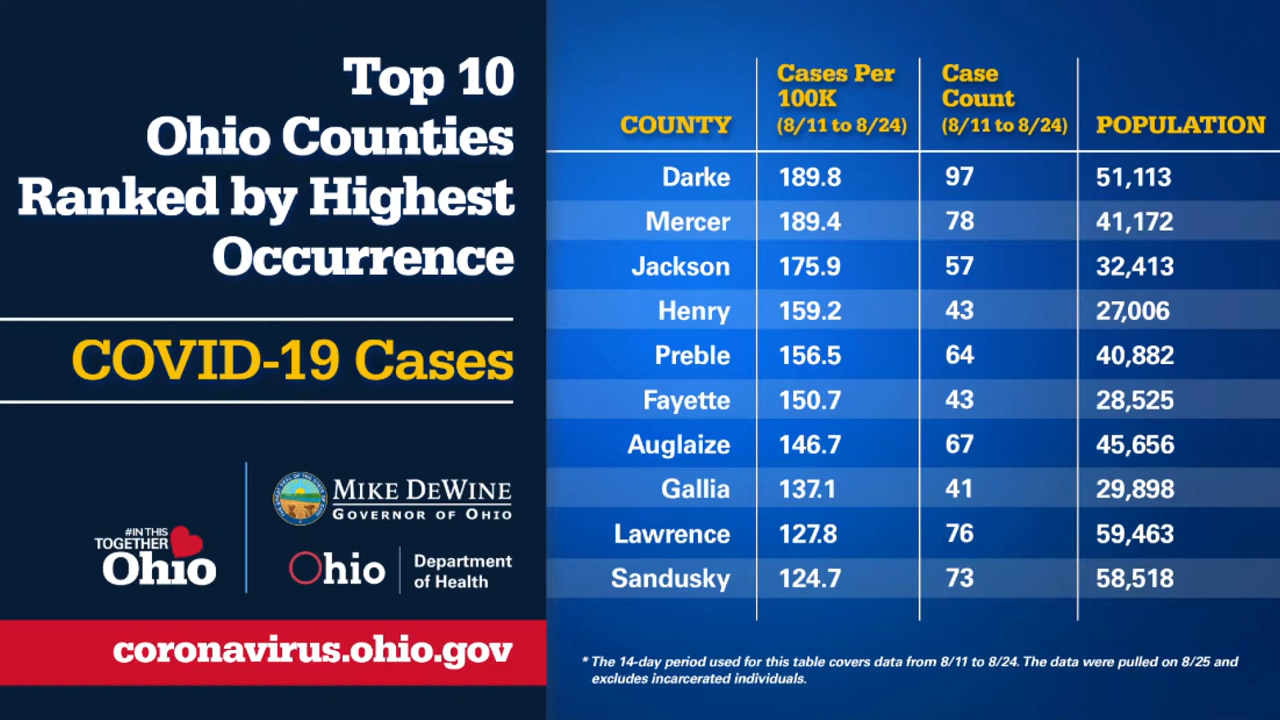 Top 10
Ohio Counties
Ranked by Highest
Occurrence
COVID-19 Cases
#IN THIS
TOGETHER
Ohio
MIKE DEWINE
GOVERNOR OF OHIO
Ohio
Department
of Health
coronavirus.ohio.gov
COUNTY Cases Per 100K (8/11 to 8/24) Case Count (8/11 to 8/24) POPULATION
Darke 189.8 97 51,113
Mercer 189.4 78 41,172
Jackson 175.9 57 32,413
Henry 159.2 43 27,006
Preble 156.5 64 40,882
Fayette 150.7 43 28,525
Auglaize 146.7 67 45,656
Gallia 137.1 41 29,898
Lawrence 127.8 76 59,463
Sandusky 124.7 73 58,518
* The 14-day period used for this table covers data from 8/11 to 8/24. The data were pulled on 8/25 and
excludes incarcerated individuals.